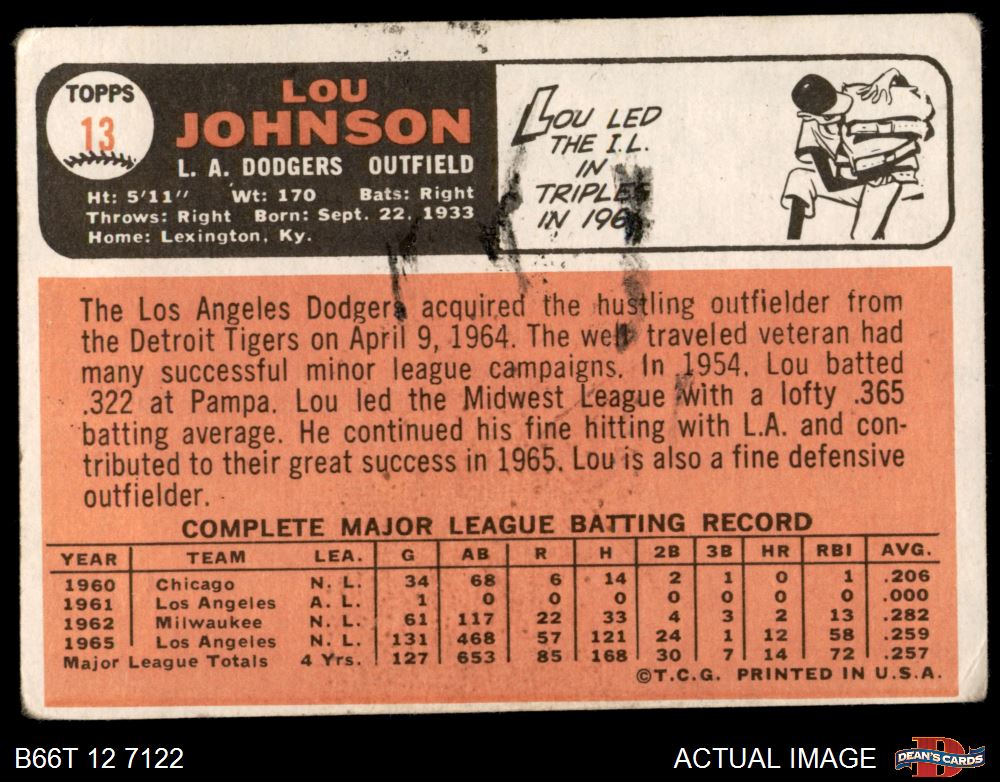 TOPPS
13
LOU
JOHNSON
L. A. DODGERS OUTFIELD
Ht: 5'11" Wt: 170 Bats: Right
Throws: Right Born: Sept. 22, 1933
Home: Lexington, Ky.
LOU LED
THE I.L.
IN
TRIPLES
IN
The Los Angeles Dodgers acquired the hustling outfielder from
the Detroit Tigers on April 9, 1964. The well traveled veteran had
many successful minor league campaigns. In 1954, Lou batted
.322 at Pampa. Lou led the Midwest League with a lofty .365
batting average. He continued his fine hitting with L.A. and con-
tributed to their great success in 1965. Lou is also a fine defensive
outfielder.
COMPLETE MAJOR LEAGUE BATTING RECORD
YEAR TEAM LEA. G AB R H 2B 3B HR RBI AVG.
1960 Chicago N. L. 34 68 6 14 2 1 0 1 .206
1961 Los Angeles A. L. 1 0 0 0 0 0 0 0 .000
1962 Milwaukee N. L. 61 117 22 33 4 3 2 13 .282
1965 Los Angeles N. L. 131 468 57 121 24 1 12 58 .259
Major League Totals 4 Yrs. 127 653 85 168 30 7 14 72 .257
©T.C.G. PRINTED IN U.S.A.
B66T 12 7122
ACTUAL IMAGE
D
DEAN'S CARDS